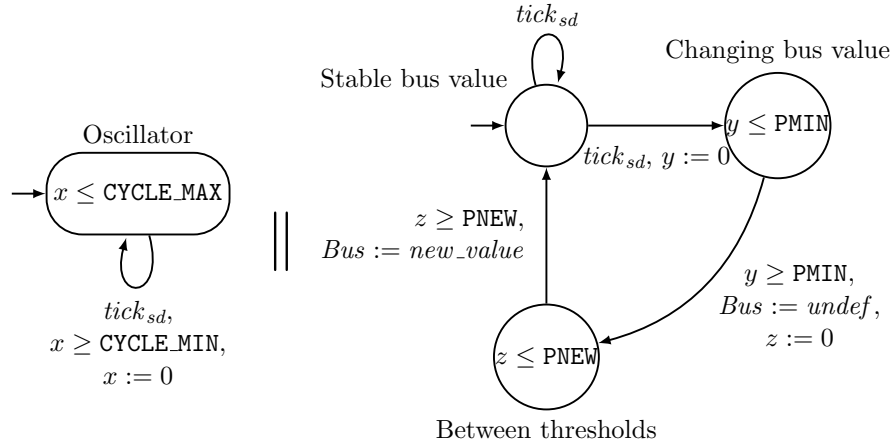 Oscillator
x ≤ CYCLE_MAX
tick_sd,
x ≥ CYCLE_MIN,
x := 0
||
tick_sd
Stable bus value
Changing bus value
y ≤ PMIN
tick_sd, y := 0
z ≥ PNEW,
Bus := new_value
y ≥ PMIN,
Bus := undef,
z := 0
z ≤ PNEW
Between thresholds